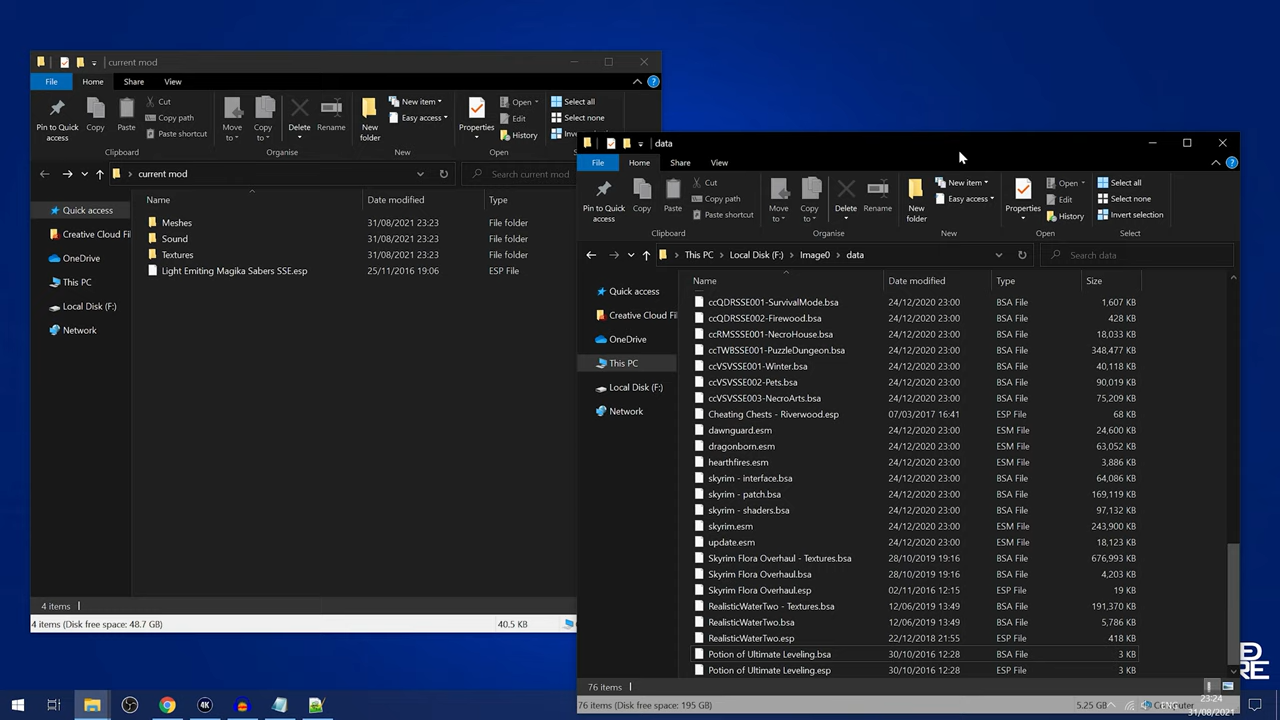 current mod
File Home Share View
Pin to Quick access
Copy
Paste
Cut
Copy path
Paste shortcut
Clipboard
Move to
Copy to
Delete
Rename
Organise
New folder
New item
Easy access
New
Properties
Open
Edit
History
Open
Select all
Select none
current mod
Search current mod
Name Date modified Type
Quick access
Creative Cloud Fil
OneDrive
This PC
Local Disk (F:)
Network
Meshes 31/08/2021 23:23 File folder
Sound 31/08/2021 23:23 File folder
Textures 31/08/2021 23:23 File folder
Light Emiting Magika Sabers SSE.esp 25/11/2016 19:06 ESP File
4 items
4 items (Disk free space: 48.7 GB) 40.5 KB
data
File Home Share View
Pin to Quick access
Copy
Paste
Cut
Copy path
Paste shortcut
Clipboard
Move to
Copy to
Delete
Rename
Organise
New folder
New item
Easy access
New
Properties
Open
Edit
History
Open
Select all
Select none
Invert selection
Select
This PC > Local Disk (F:) > Image0 > data
Search data
Name Date modified Type Size
Quick access
Creative Cloud Fil
OneDrive
This PC
Local Disk (F:)
Network
ccQDRSSE001-SurvivalMode.bsa 24/12/2020 23:00 BSA File 1,607 KB
ccQDRSSE002-Firewood.bsa 24/12/2020 23:00 BSA File 428 KB
ccRMSSSE001-NecroHouse.bsa 24/12/2020 23:00 BSA File 18,033 KB
ccTWBSSE001-PuzzleDungeon.bsa 24/12/2020 23:00 BSA File 348,477 KB
ccVSVSSE001-Winter.bsa 24/12/2020 23:00 BSA File 40,118 KB
ccVSVSSE002-Pets.bsa 24/12/2020 23:00 BSA File 90,019 KB
ccVSVSSE003-NecroArts.bsa 24/12/2020 23:00 BSA File 75,209 KB
Cheating Chests - Riverwood.esp 07/03/2017 16:41 ESP File 68 KB
dawnguard.esm 24/12/2020 23:00 ESM File 24,600 KB
dragonborn.esm 24/12/2020 23:00 ESM File 63,052 KB
hearthfires.esm 24/12/2020 23:00 ESM File 3,886 KB
skyrim - interface.bsa 24/12/2020 23:00 BSA File 64,086 KB
skyrim - patch.bsa 24/12/2020 23:00 BSA File 169,119 KB
skyrim - shaders.bsa 24/12/2020 23:00 BSA File 97,132 KB
skyrim.esm 24/12/2020 23:00 ESM File 243,900 KB
update.esm 24/12/2020 23:00 ESM File 18,123 KB
Skyrim Flora Overhaul - Textures.bsa 28/10/2019 19:16 BSA File 676,993 KB
Skyrim Flora Overhaul.bsa 28/10/2019 19:16 BSA File 4,203 KB
Skyrim Flora Overhaul.esp 02/11/2016 12:15 ESP File 19 KB
RealisticWaterTwo - Textures.bsa 12/06/2019 13:49 BSA File 191,370 KB
RealisticWaterTwo.bsa 12/06/2019 13:49 BSA File 5,786 KB
RealisticWaterTwo.esp 22/12/2018 21:55 ESP File 418 KB
Potion of Ultimate Leveling.bsa 30/10/2016 12:28 BSA File 3 KB
Potion of Ultimate Leveling.esp 30/10/2016 12:28 ESP File 3 KB
76 items
76 items (Disk free space: 195 GB) 5.25 GB Computer
4K
23:24
31/08/2021